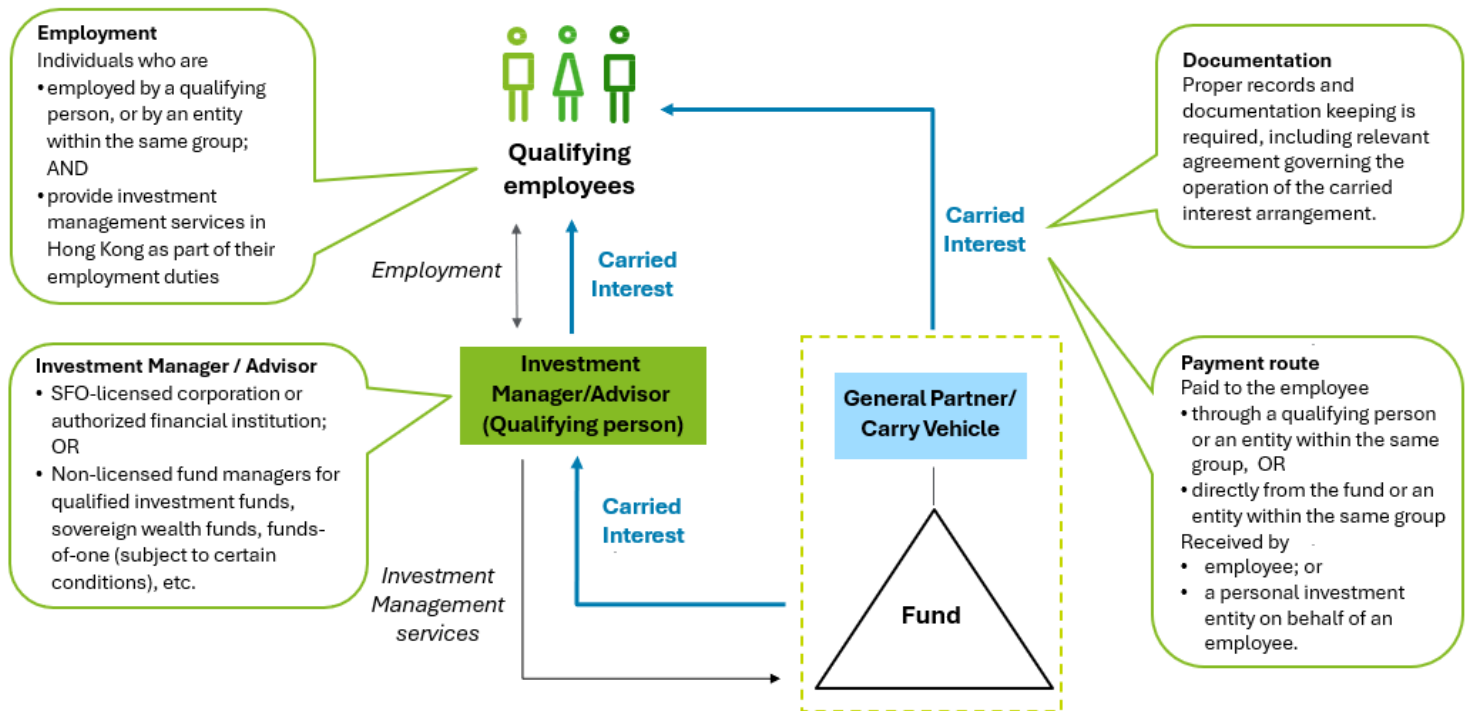 Employment
Individuals who are
•employed by a qualifying
person, or by an entity
within the same group;
AND
•provide investment
management services in
Hong Kong as part of their
employment duties
Qualifying
employees
Documentation
Proper records and
documentation keeping is
required, including relevant
agreement governing the
operation of the carried
interest arrangement.
Carried
Interest
Employment
Carried
Interest
Investment Manager / Advisor
• SFO-licensed corporation or
authorized financial institution;
OR
• Non-licensed fund managers for
qualified investment funds,
sovereign wealth funds, funds-
of-one (subject to certain
conditions), etc.
Investment
Manager/Advisor
(Qualifying person)
General Partner/
Carry Vehicle
Payment route
Paid to the employee
• through a qualifying person
or an entity within the same
group, OR
• directly from the fund or an
entity within the same group
Received by
• employee; or
• a personal investment
entity on behalf of an
employee.
Carried
Interest
Investment
Management
services
Fund